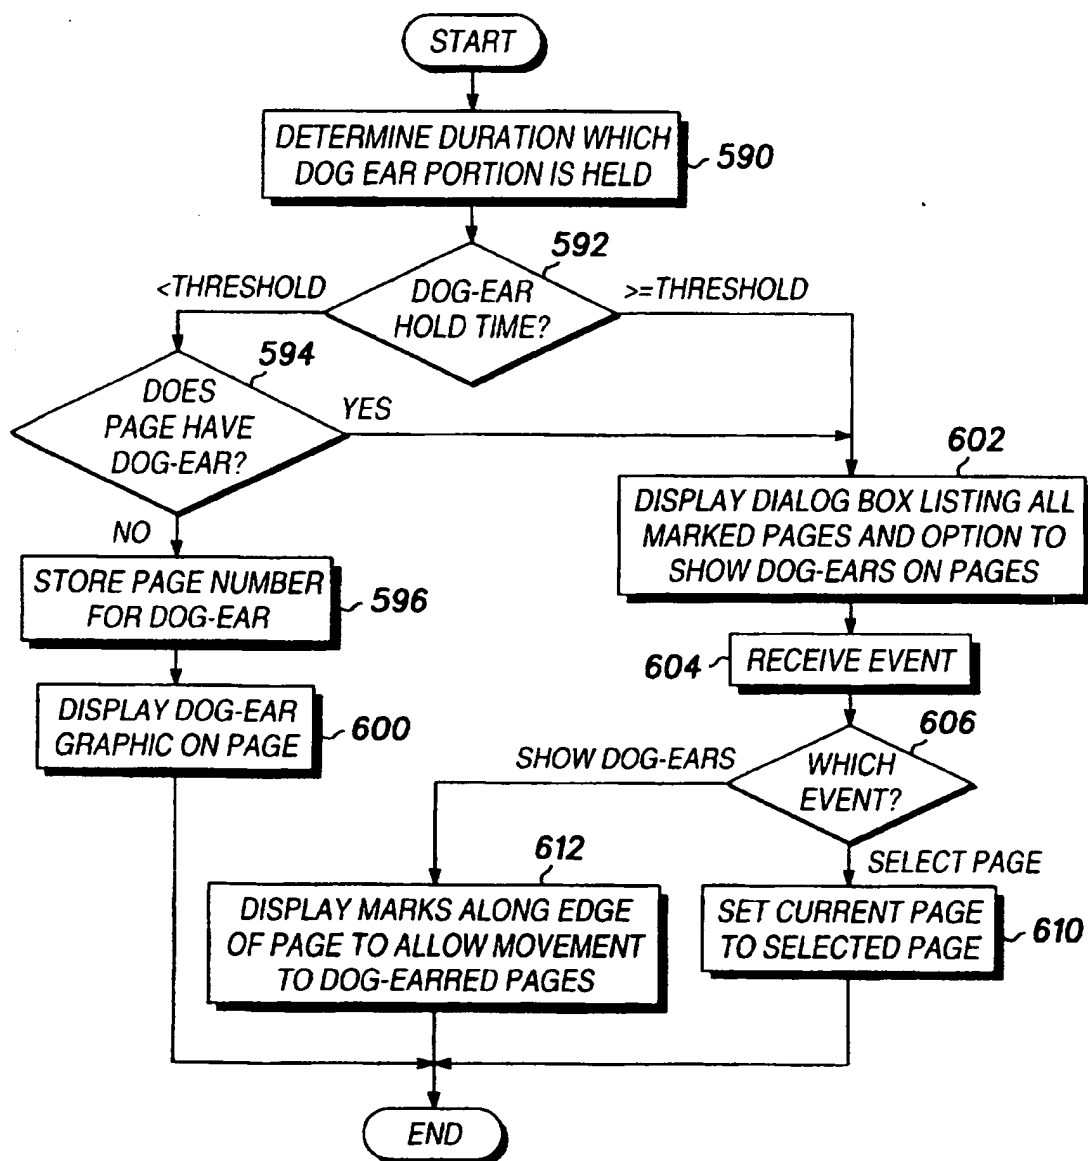 START
DETERMINE DURATION WHICH
DOG EAR PORTION IS HELD
590
592
<THRESHOLD
DOG-EAR
HOLD TIME?
>=THRESHOLD
594
DOES
PAGE HAVE
DOG-EAR?
YES
NO
602
DISPLAY DIALOG BOX LISTING ALL
MARKED PAGES AND OPTION TO
SHOW DOG-EARS ON PAGES
STORE PAGE NUMBER
FOR DOG-EAR
596
604
RECEIVE EVENT
DISPLAY DOG-EAR
GRAPHIC ON PAGE
600
606
SHOW DOG-EARS
WHICH
EVENT?
SELECT PAGE
612
DISPLAY MARKS ALONG EDGE
OF PAGE TO ALLOW MOVEMENT
TO DOG-EARRED PAGES
SET CURRENT PAGE
TO SELECTED PAGE
610
END